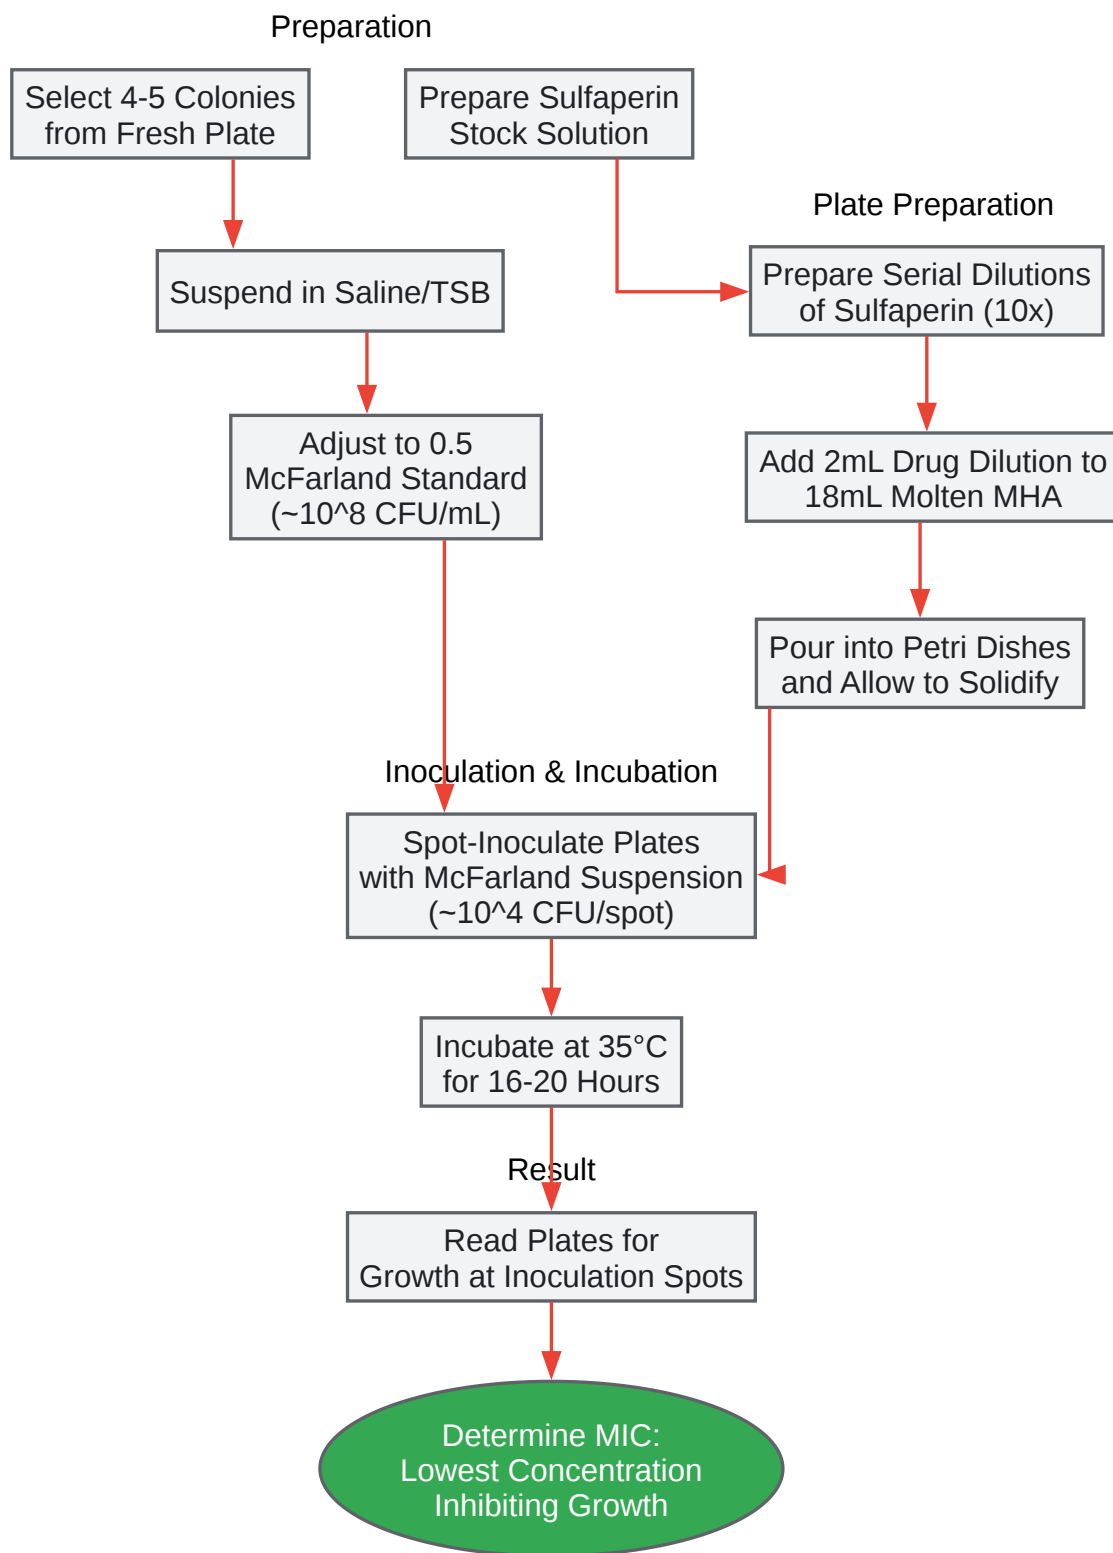 Preparation
Select 4-5 Colonies
from Fresh Plate
Prepare Sulfaperin
Stock Solution
Suspend in Saline/TSB
Adjust to 0.5
McFarland Standard
(~10^8 CFU/mL)
Plate Preparation
Prepare Serial Dilutions
of Sulfaperin (10x)
Add 2mL Drug Dilution to
18mL Molten MHA
Pour into Petri Dishes
and Allow to Solidify
Inoculation & Incubation
Spot-Inoculate Plates
with McFarland Suspension
(~10^4 CFU/spot)
Incubate at 35°C
for 16-20 Hours
Result
Read Plates for
Growth at Inoculation Spots
Determine MIC:
Lowest Concentration
Inhibiting Growth